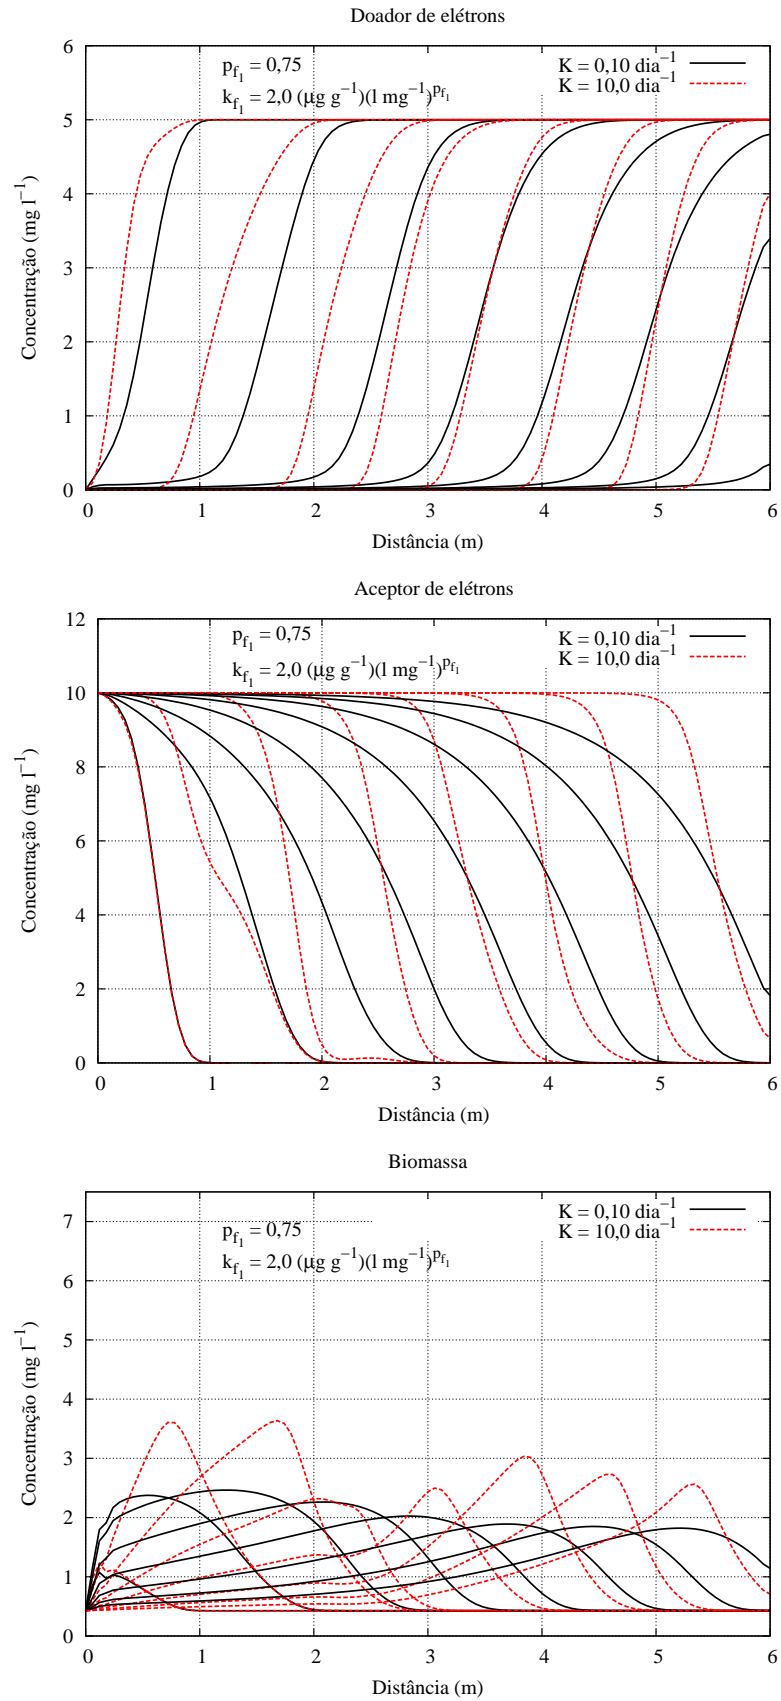 Doador de elétrons
p_f₁ = 0,75
k_f₁ = 2,0 (μg g⁻¹)(l mg⁻¹)^p_f₁
K = 0,10 dia⁻¹
K = 10,0 dia⁻¹
Concentração (mg l⁻¹)
6
5
4
3
2
1
0
0 1 2 3 4 5 6
Distância (m)
Aceptor de elétrons
p_f₁ = 0,75
k_f₁ = 2,0 (μg g⁻¹)(l mg⁻¹)^p_f₁
K = 0,10 dia⁻¹
K = 10,0 dia⁻¹
Concentração (mg l⁻¹)
12
10
8
6
4
2
0
0 1 2 3 4 5 6
Distância (m)
Biomassa
p_f₁ = 0,75
k_f₁ = 2,0 (μg g⁻¹)(l mg⁻¹)^p_f₁
K = 0,10 dia⁻¹
K = 10,0 dia⁻¹
Concentração (mg l⁻¹)
7
6
5
4
3
2
1
0
0 1 2 3 4 5 6
Distância (m)